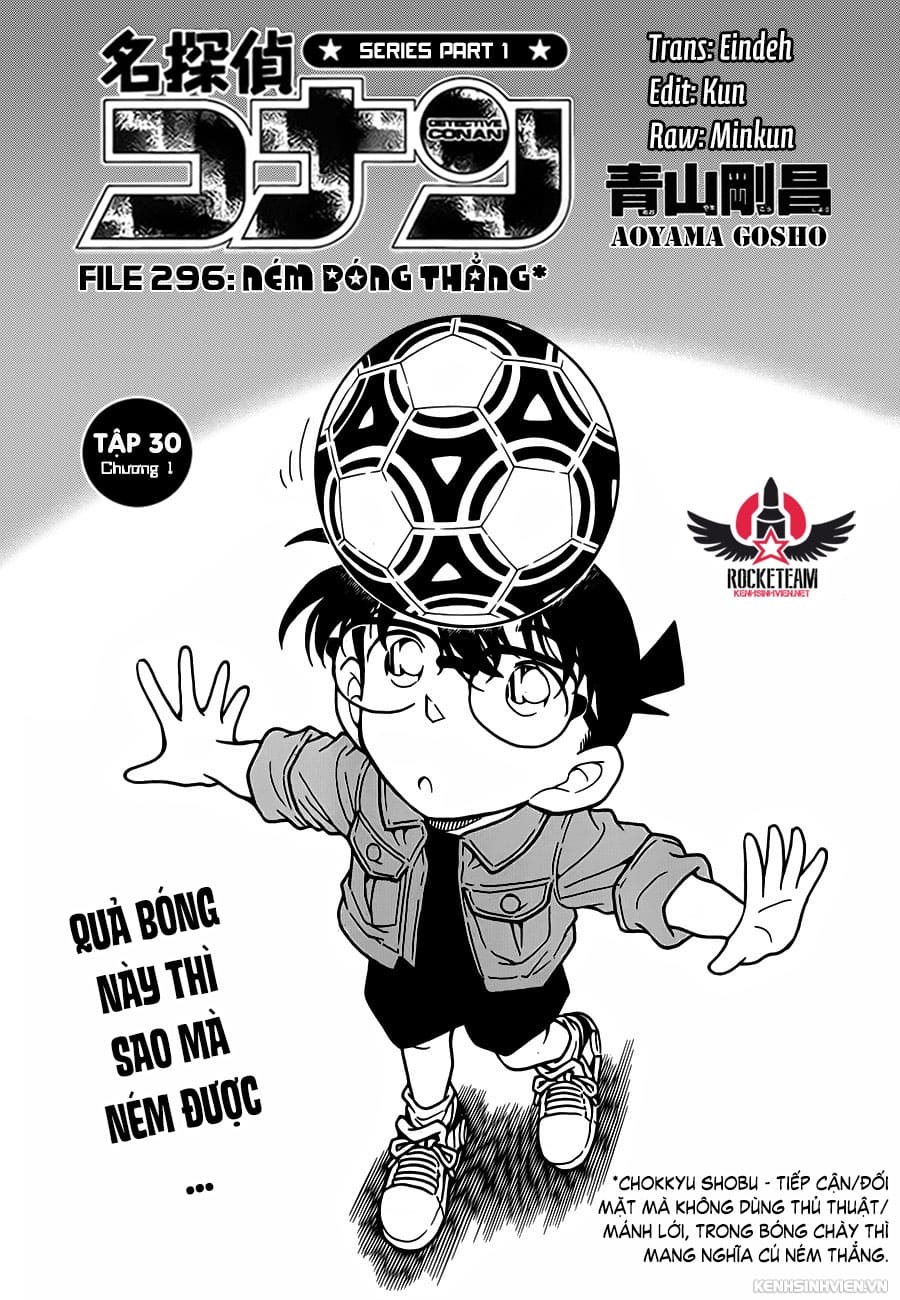 名探偵
★ SERIES PART 1 ★
コナン
DETECTIVE
CONAN
Trans: Eindeh
Edit: Kun
Raw: Minkun
青山剛昌
AOYAMA GOSHO
FILE 296: NÉM BÓNG THẲNG*
TẬP 30
Chương 1
ROCKETEAM
KENHSINHVIEN.NET
QUẢ BÓNG
NÀY THÌ
SAO MÀ
NÉM ĐƯỢC
...
*CHOKKYU SHOBU - TIẾP CẬN/ĐỐI
MẶT MÀ KHÔNG DÙNG THỦ THUẬT/
MÁNH LỚI, TRONG BÓNG CHÀY THÌ
MANG NGHĨA CÚ NÉM THẲNG.
KENHSINHVIEN.VN